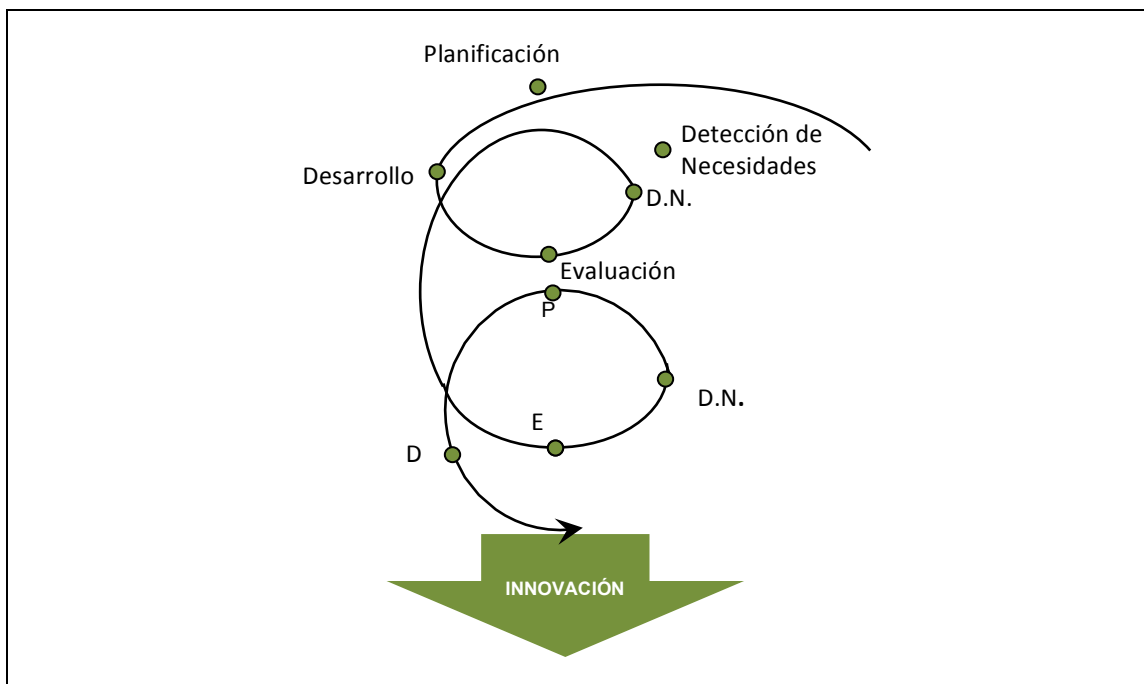 Planificación
Detección de
Necesidades
Desarrollo
D.N.
Evaluación
P
D.N.
E
D
INNOVACIÓN